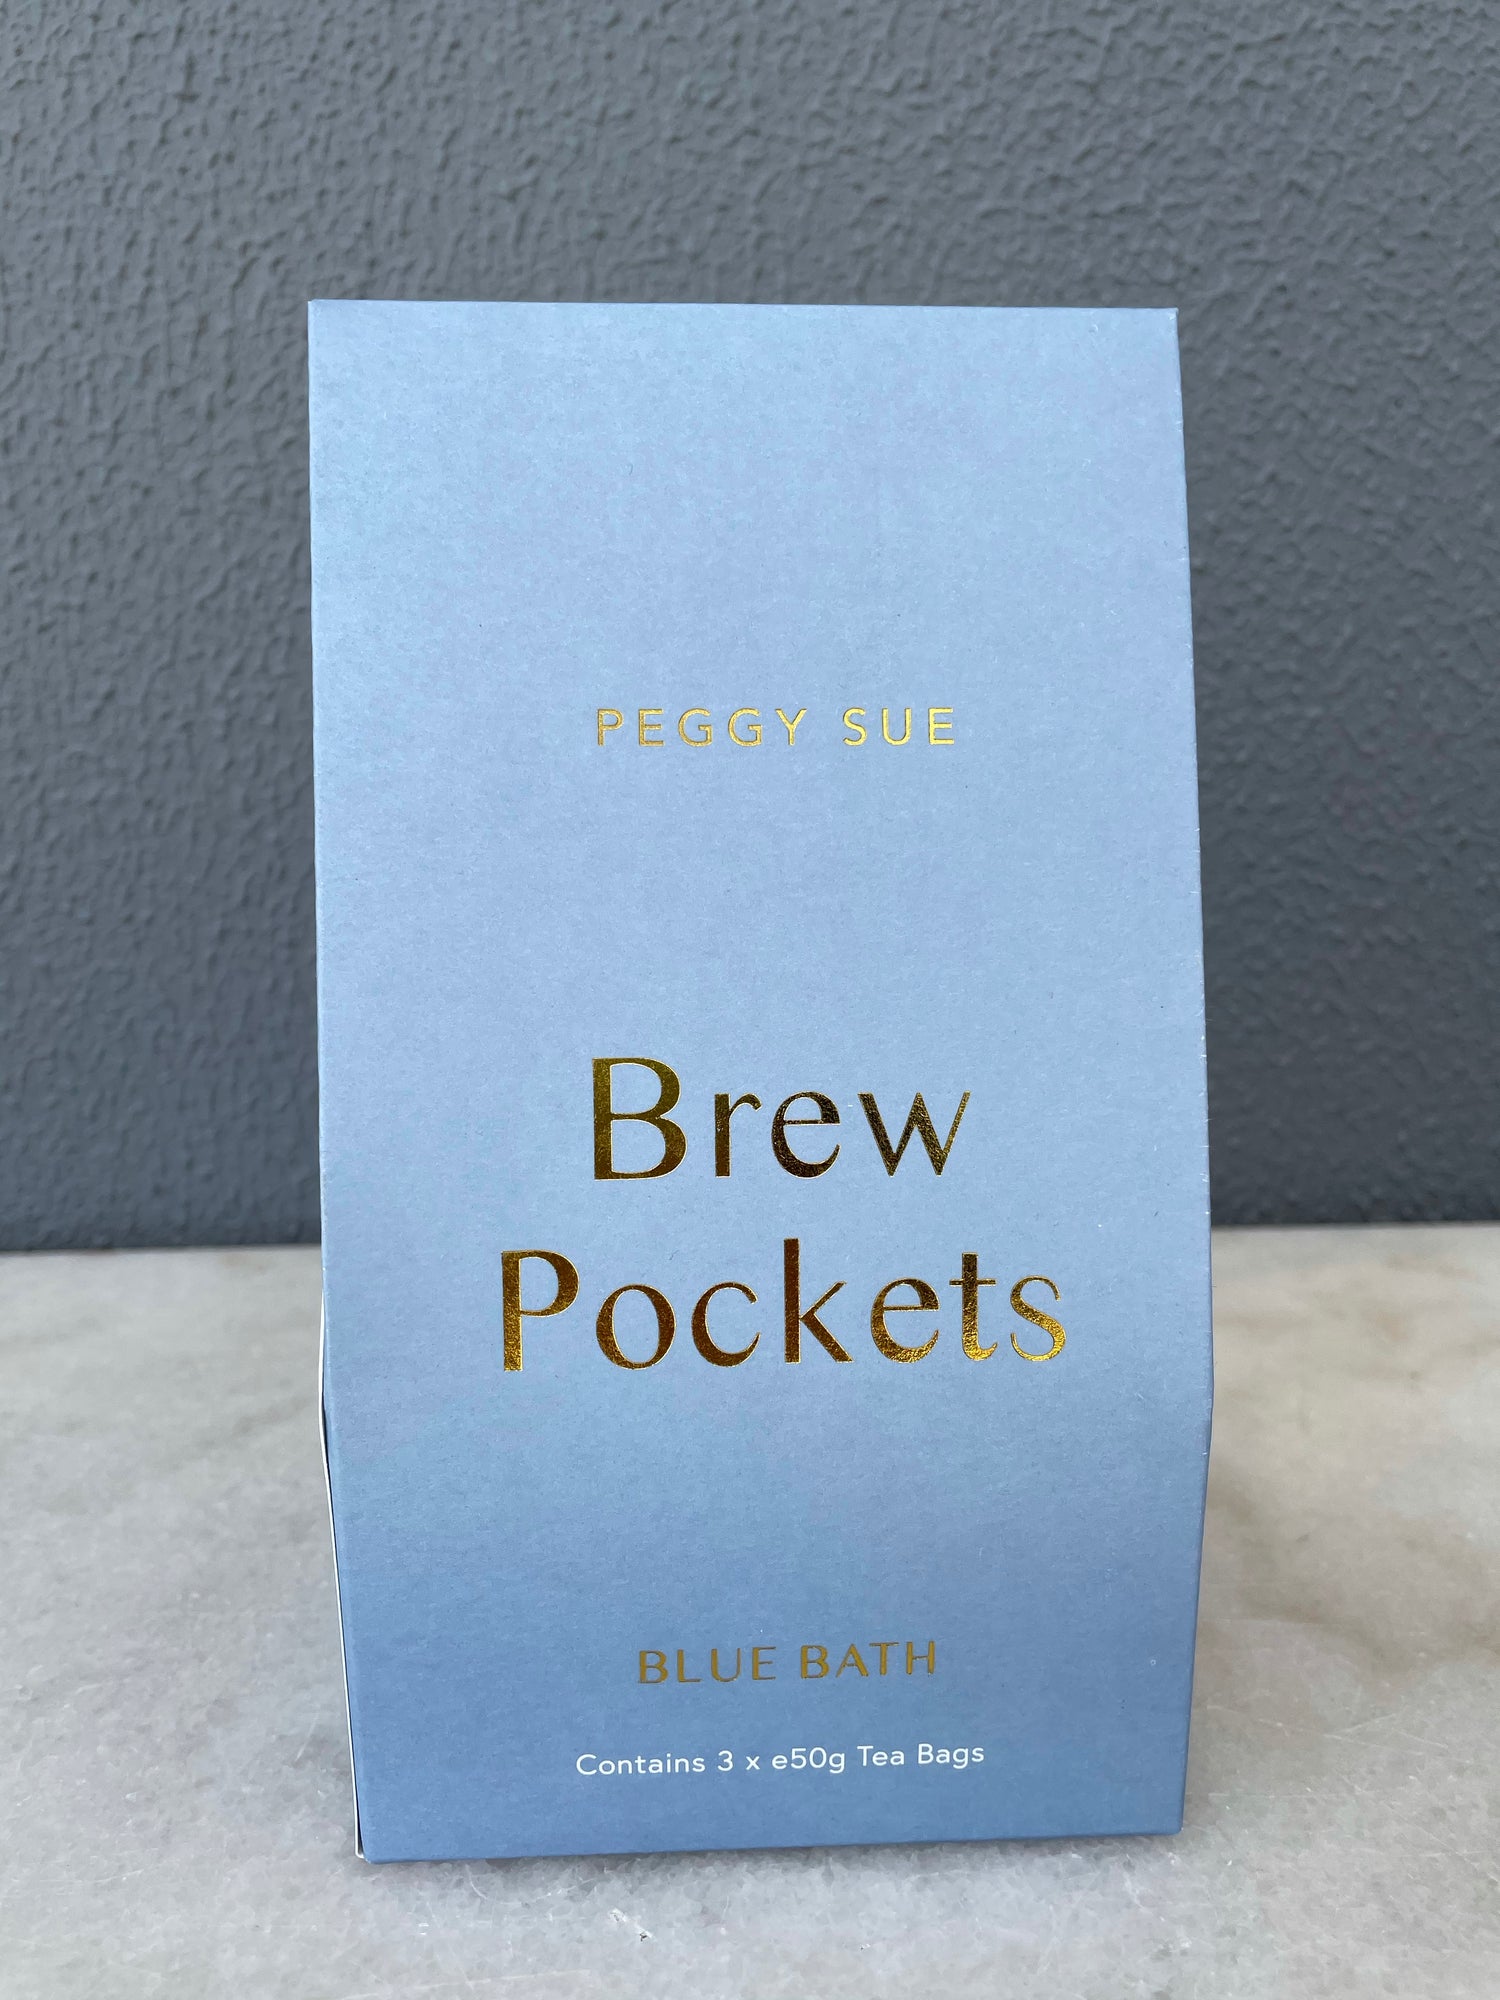 PEGGY SUE
Brew
Pockets
BLUE BATH
Contains 3 x e50g Tea Bags